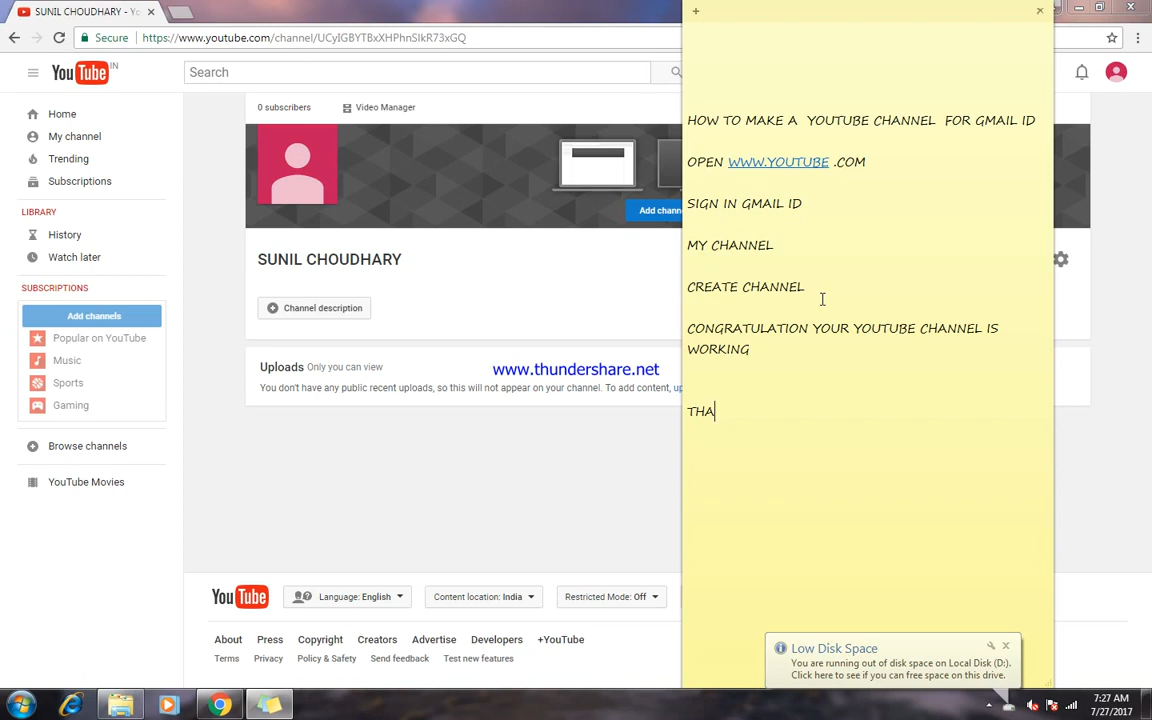 SUNIL CHOUDHARY - Yo
Secure https://www.youtube.com/channel/UCyIGBYTBxXHPhnSIkR73xGQ
YouTube IN
Search
Home
My channel
Trending
Subscriptions
LIBRARY
History
Watch later
SUBSCRIPTIONS
Add channels
Popular on YouTube
Music
Sports
Gaming
Browse channels
YouTube Movies
0 subscribers Video Manager
Add chann
SUNIL CHOUDHARY
Channel description
Uploads Only you can view
You don't have any public recent uploads, so this will not appear on your channel. To add content, up
www.thundershare.net
HOW TO MAKE A YOUTUBE CHANNEL FOR GMAIL ID
OPEN WWW.YOUTUBE .COM
SIGN IN GMAIL ID
MY CHANNEL
CREATE CHANNEL
CONGRATULATION YOUR YOUTUBE CHANNEL IS
WORKING
THA
YouTube Language: English Content location: India Restricted Mode: Off
About Press Copyright Creators Advertise Developers +YouTube
Terms Privacy Policy & Safety Send feedback Test new features
Low Disk Space
You are running out of disk space on Local Disk (D:).
Click here to see if you can free space on this drive.
7:27 AM
7/27/2017